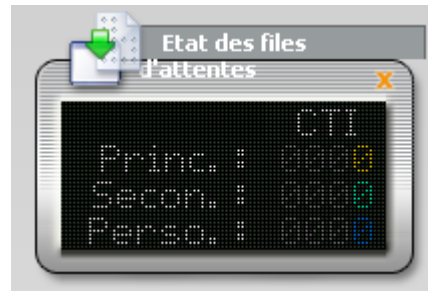 Etat des files
d'attentes
x
CTI
Princ. : 0000
Secon. : 0000
Perso. : 0000